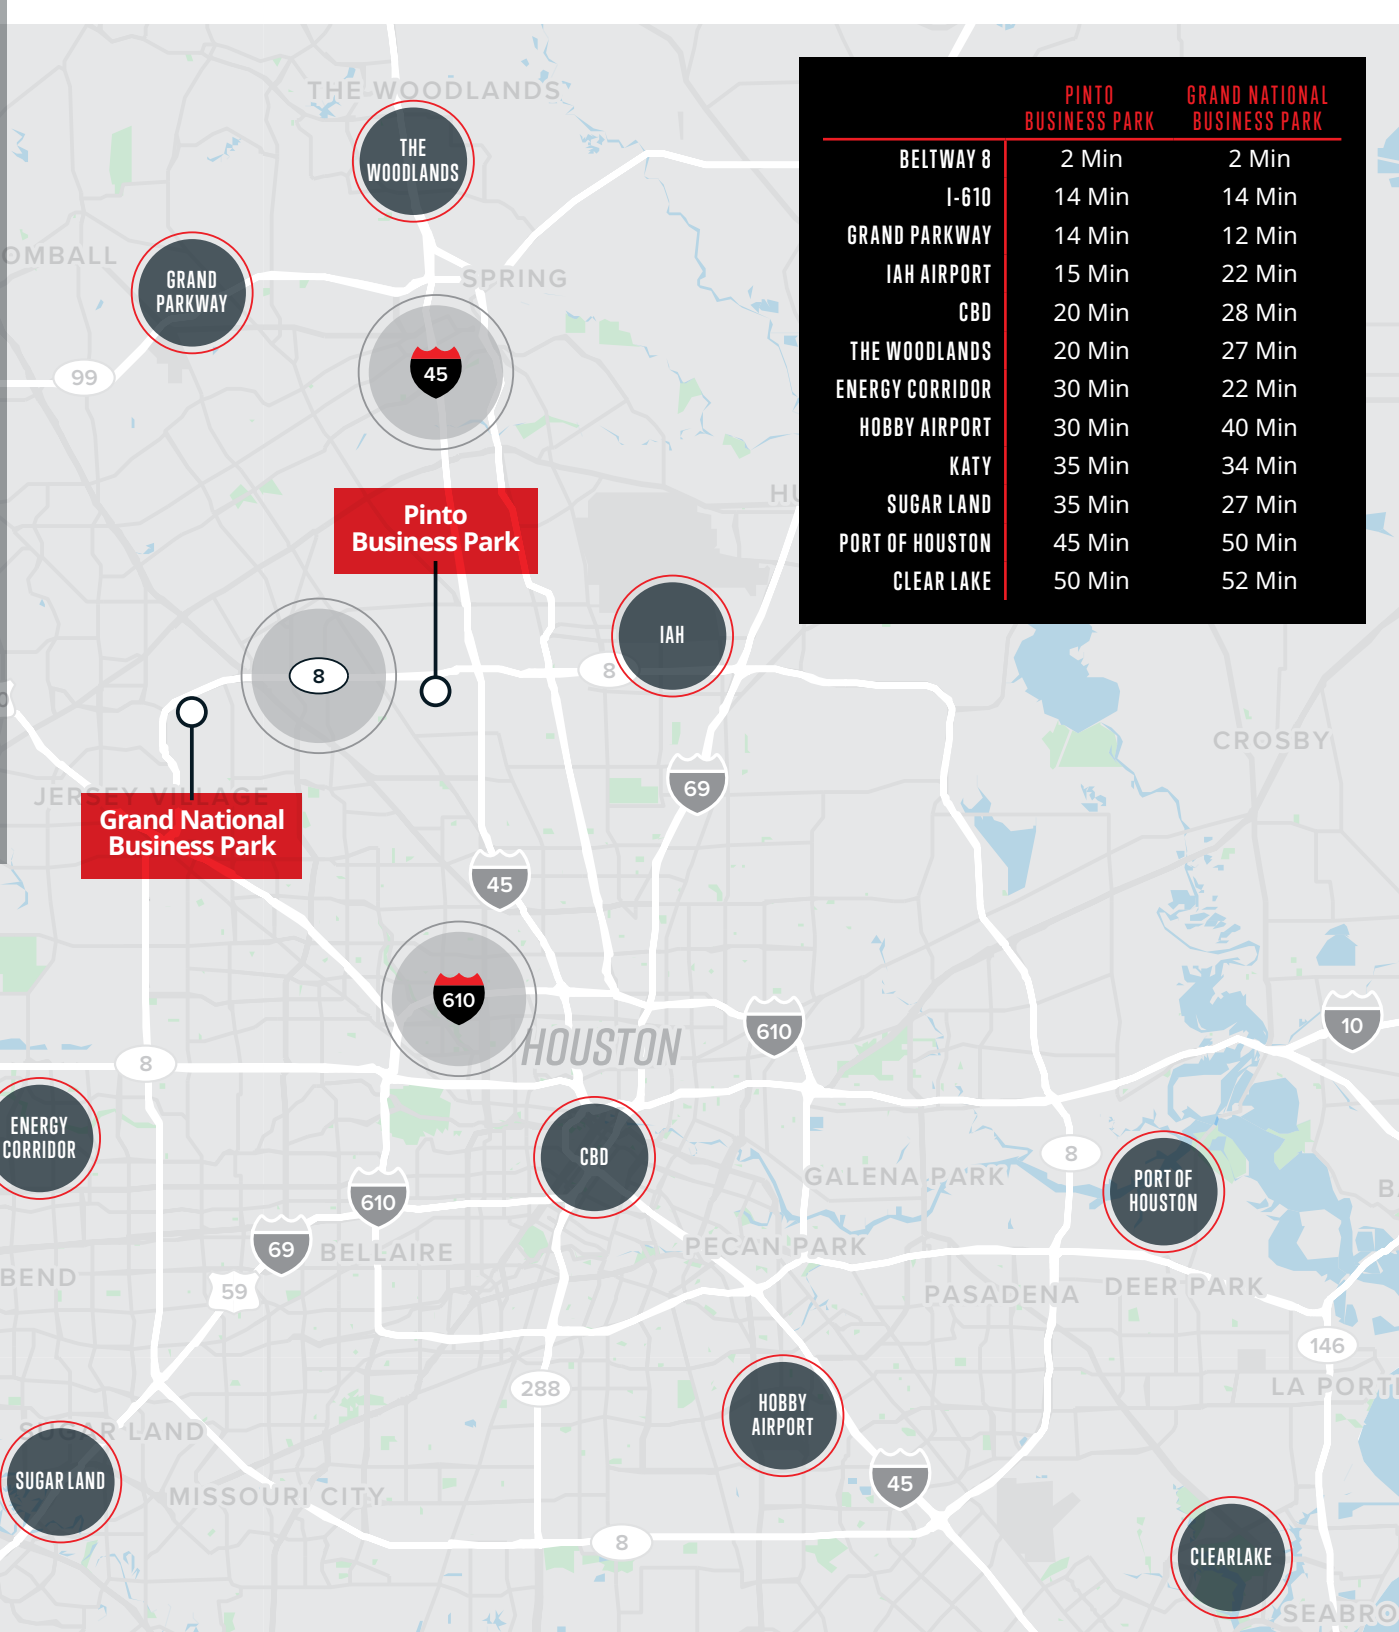 THE WOODLANDS
THE
WOODLANDS
OMBALL
GRAND
PARKWAY
SPRING
99
45
PINTO
BUSINESS PARK
GRAND NATIONAL
BUSINESS PARK
BELTWAY 8 2 Min 2 Min
I-610 14 Min 14 Min
GRAND PARKWAY 14 Min 12 Min
IAH AIRPORT 15 Min 22 Min
CBD 20 Min 28 Min
THE WOODLANDS 20 Min 27 Min
ENERGY CORRIDOR 30 Min 22 Min
HOBBY AIRPORT 30 Min 40 Min
KATY 35 Min 34 Min
SUGAR LAND 35 Min 27 Min
PORT OF HOUSTON 45 Min 50 Min
CLEAR LAKE 50 Min 52 Min
HU
Pinto
Business Park
IAH
8
8
CROSBY
69
JERSEY VILLAGE
Grand National
Business Park
45
610
HOUSTON
610
10
8
ENERGY
CORRIDOR
CBD
8
GALENA PARK
PORT OF
HOUSTON
B
610
69
BELLAIRE
PECAN PARK
BEND
59
PASADENA
DEER PARK
146
288
LA PORT
HOBBY
AIRPORT
SUGAR LAND
SUGAR LAND
45
MISSOURI CITY
8
CLEARLAKE
SEABRO